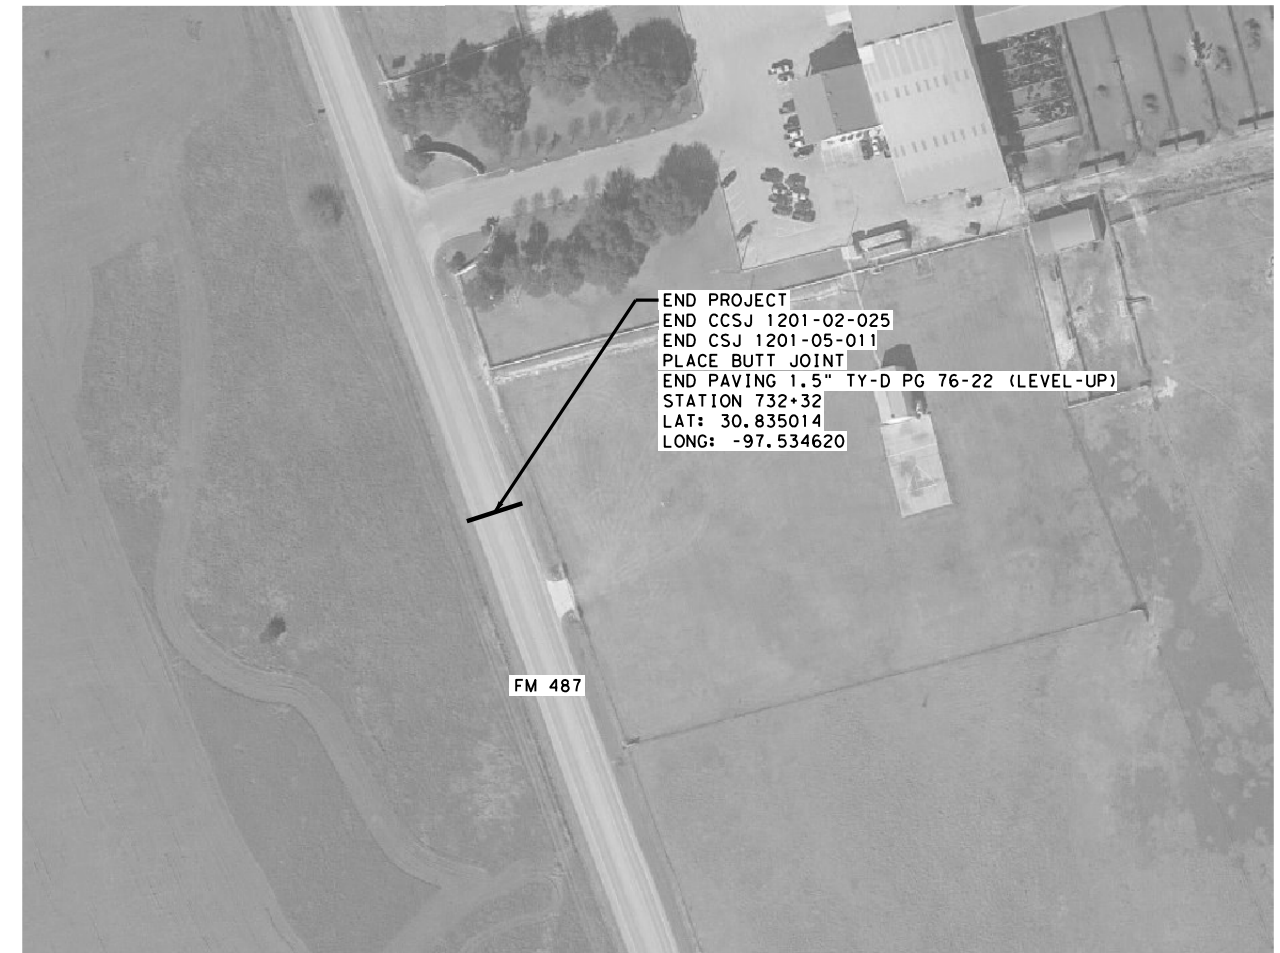 END PROJECT
END CCSJ 1201-02-025
END CSJ 1201-05-011
PLACE BUTT JOINT
END PAVING 1.5" TY-D PG 76-22 (LEVEL-UP)
STATION 732+32
LAT: 30.835014
LONG: -97.534620
FM 487